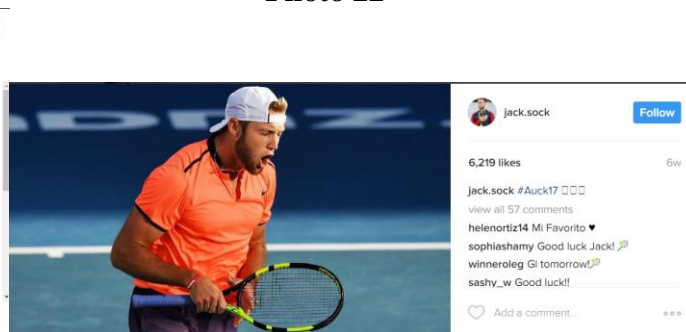 jack.sock
Follow
6,219 likes 6w
jack.sock #Auck17
view all 57 comments
helenortiz14 Mi Favorito ♥
sophiashamy Good luck Jack! 🎾
winneroleg Gl tomorrow!🎾
sashy_w Good luck!!
Add a comment...